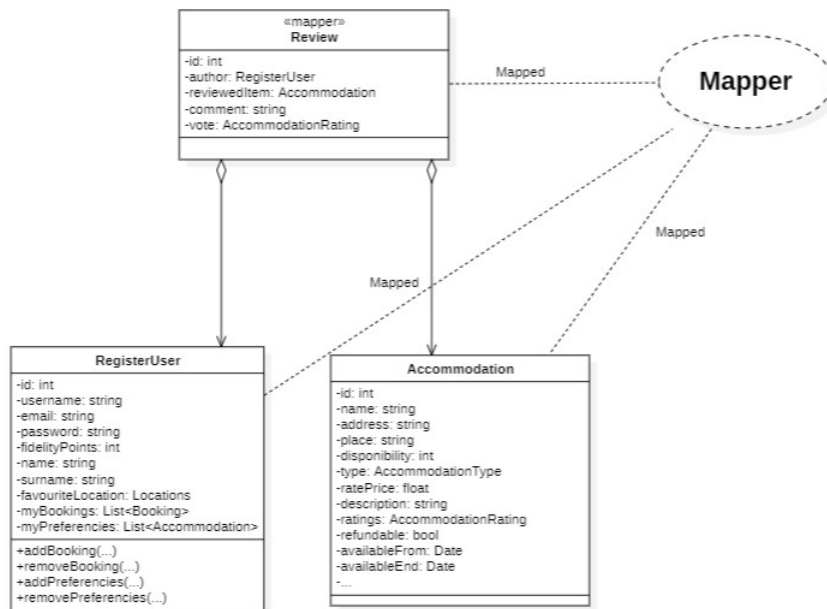 «mapper»
Review
-id: int
-author: RegisterUser
-reviewedItem: Accommodation
-comment: string
-vote: AccommodationRating
Mapped
Mapper
Mapped
Mapped
RegisterUser
-id: int
-username: string
-email: string
-password: string
-fidelityPoints: int
-name: string
-surname: string
-favouriteLocation: Locations
-myBookings: List<Booking>
-myPreferencies: List<Accommodation>
+addBooking(...)
+removeBooking(...)
+addPreferencies(...)
+removePreferencies(...)
Accommodation
-id: int
-name: string
-address: string
-place: string
-disponibility: int
-type: AccommodationType
-ratePrice: float
-description: string
-ratings: AccommodationRating
-refundable: bool
-availableFrom: Date
-availableEnd: Date
-...